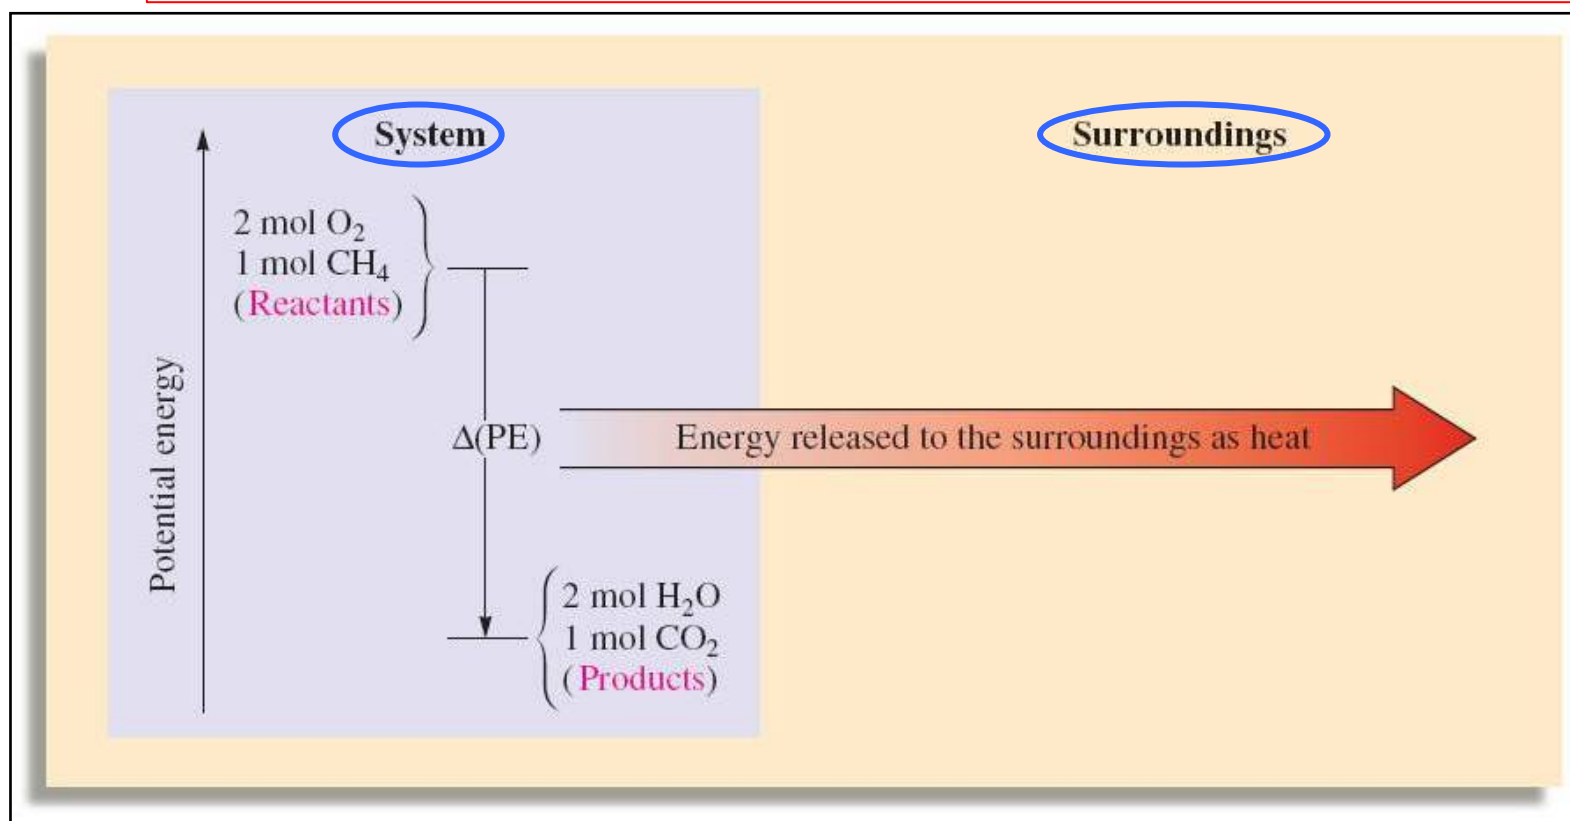 System
Surroundings
2 mol O₂
1 mol CH₄
(Reactants)
Potential energy
Δ(PE)
Energy released to the surroundings as heat
2 mol H₂O
1 mol CO₂
(Products)